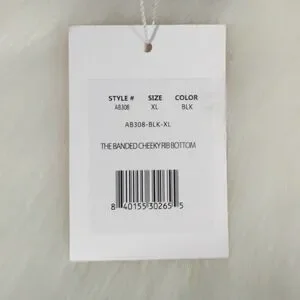 STYLE # SIZE COLOR
AB308 XL BLK
AB308-BLK-XL
THE BANDED CHEEKY RIB BOTTOM
8 40155 30265 5